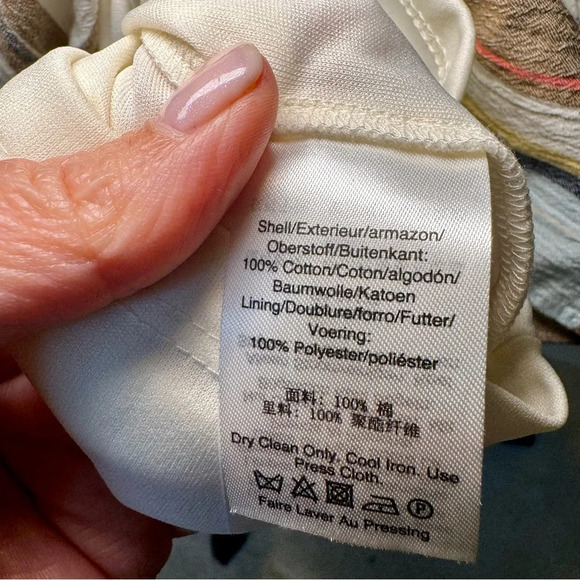 Shell/Exterieur/armazon/
Oberstoff/Buitenkant:
100% Cotton/Coton/algodón/
Baumwolle/Katoen
Lining/Doublure/forro/Futter/
Voering:
100% Polyester/poliéster
面料: 100% 棉
里料: 100% 聚酯纤维
Dry Clean Only. Cool Iron. Use
Press Cloth.
P
Faire Laver Au Pressing